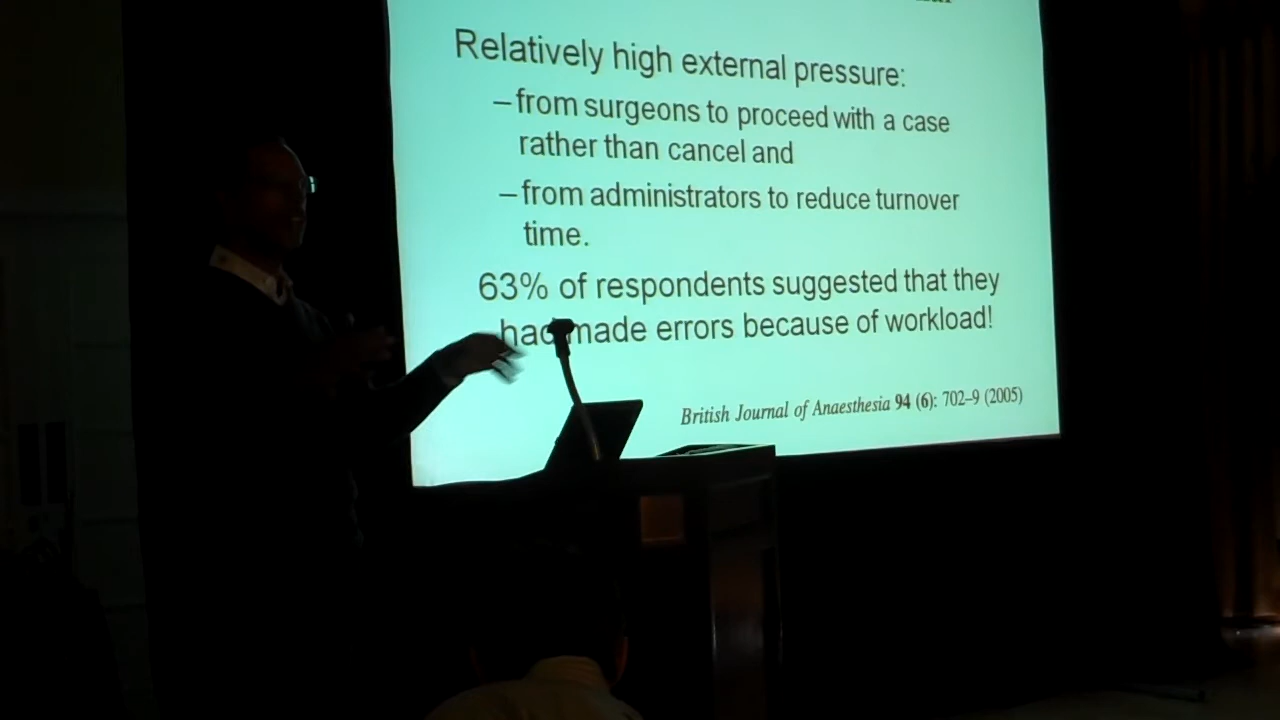 Relatively high external pressure:
– from surgeons to proceed with a case
rather than cancel and
– from administrators to reduce turnover
time.
63% of respondents suggested that they
had made errors because of workload!
British Journal of Anaesthesia 94 (6): 702–9 (2005)